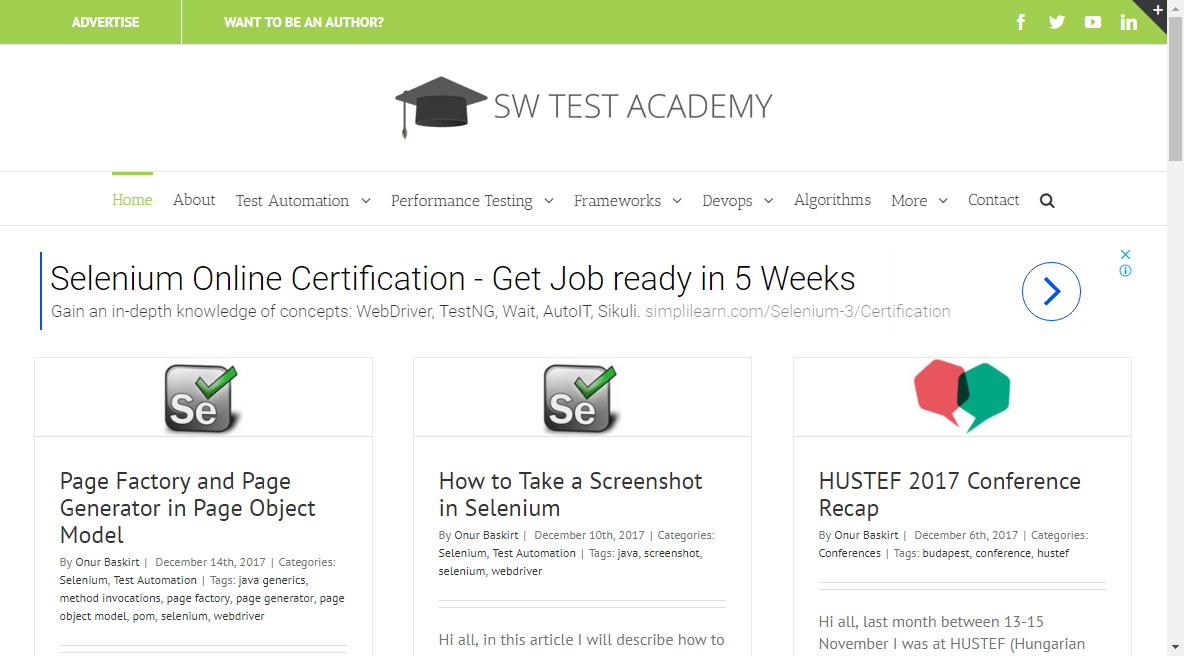 ADVERTISE
WANT TO BE AN AUTHOR?
+
SW TEST ACADEMY
Home About Test Automation Performance Testing Frameworks Devops Algorithms More Contact
Selenium Online Certification - Get Job ready in 5 Weeks
Gain an in-depth knowledge of concepts: WebDriver, TestNG, Wait, AutoIT, Sikuli. simplilearn.com/Selenium-3/Certification
Se
Page Factory and Page
Generator in Page Object
Model
By Onur Baskirt | December 14th, 2017 | Categories:
Selenium, Test Automation | Tags: java generics,
method invocations, page factory, page generator, page
object model, pom, selenium, webdriver
Se
How to Take a Screenshot
in Selenium
By Onur Baskirt | December 10th, 2017 | Categories:
Selenium, Test Automation | Tags: java, screenshot,
selenium, webdriver
Hi all, in this article I will describe how to
HUSTEF 2017 Conference
Recap
By Onur Baskirt | December 6th, 2017 | Categories:
Conferences | Tags: budapest, conference, hustef
Hi all, last month between 13-15
November I was at HUSTEF (Hungarian